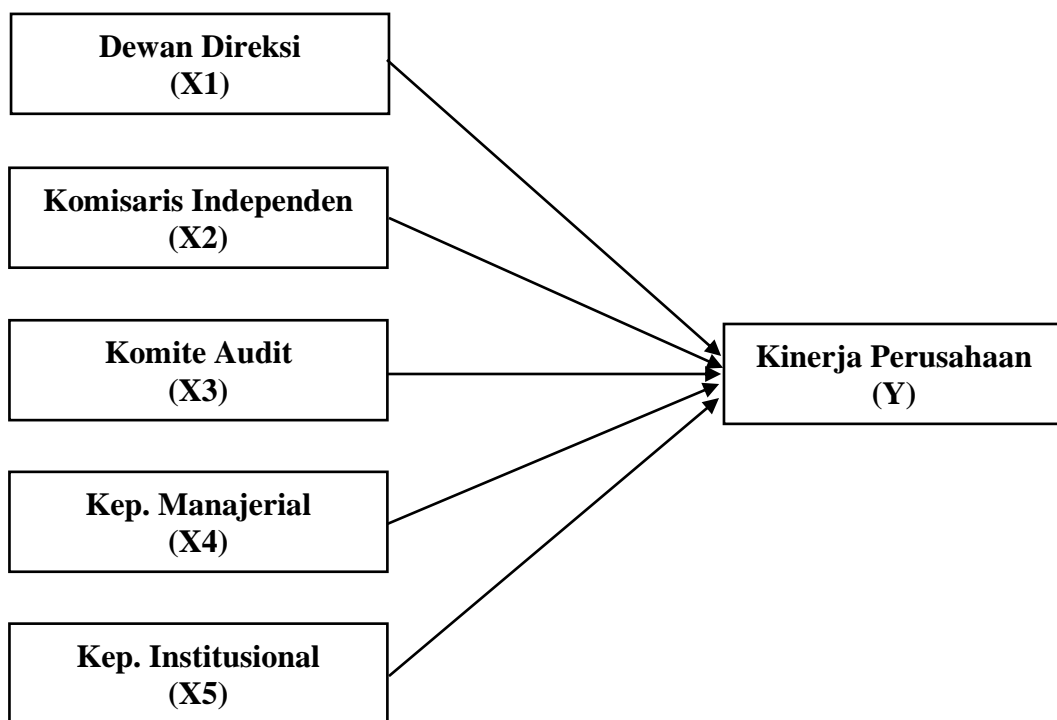 Dewan Direksi
(X1)
Komisaris Independen
(X2)
Komite Audit
(X3)
Kep. Manajerial
(X4)
Kep. Institusional
(X5)
Kinerja Perusahaan
(Y)